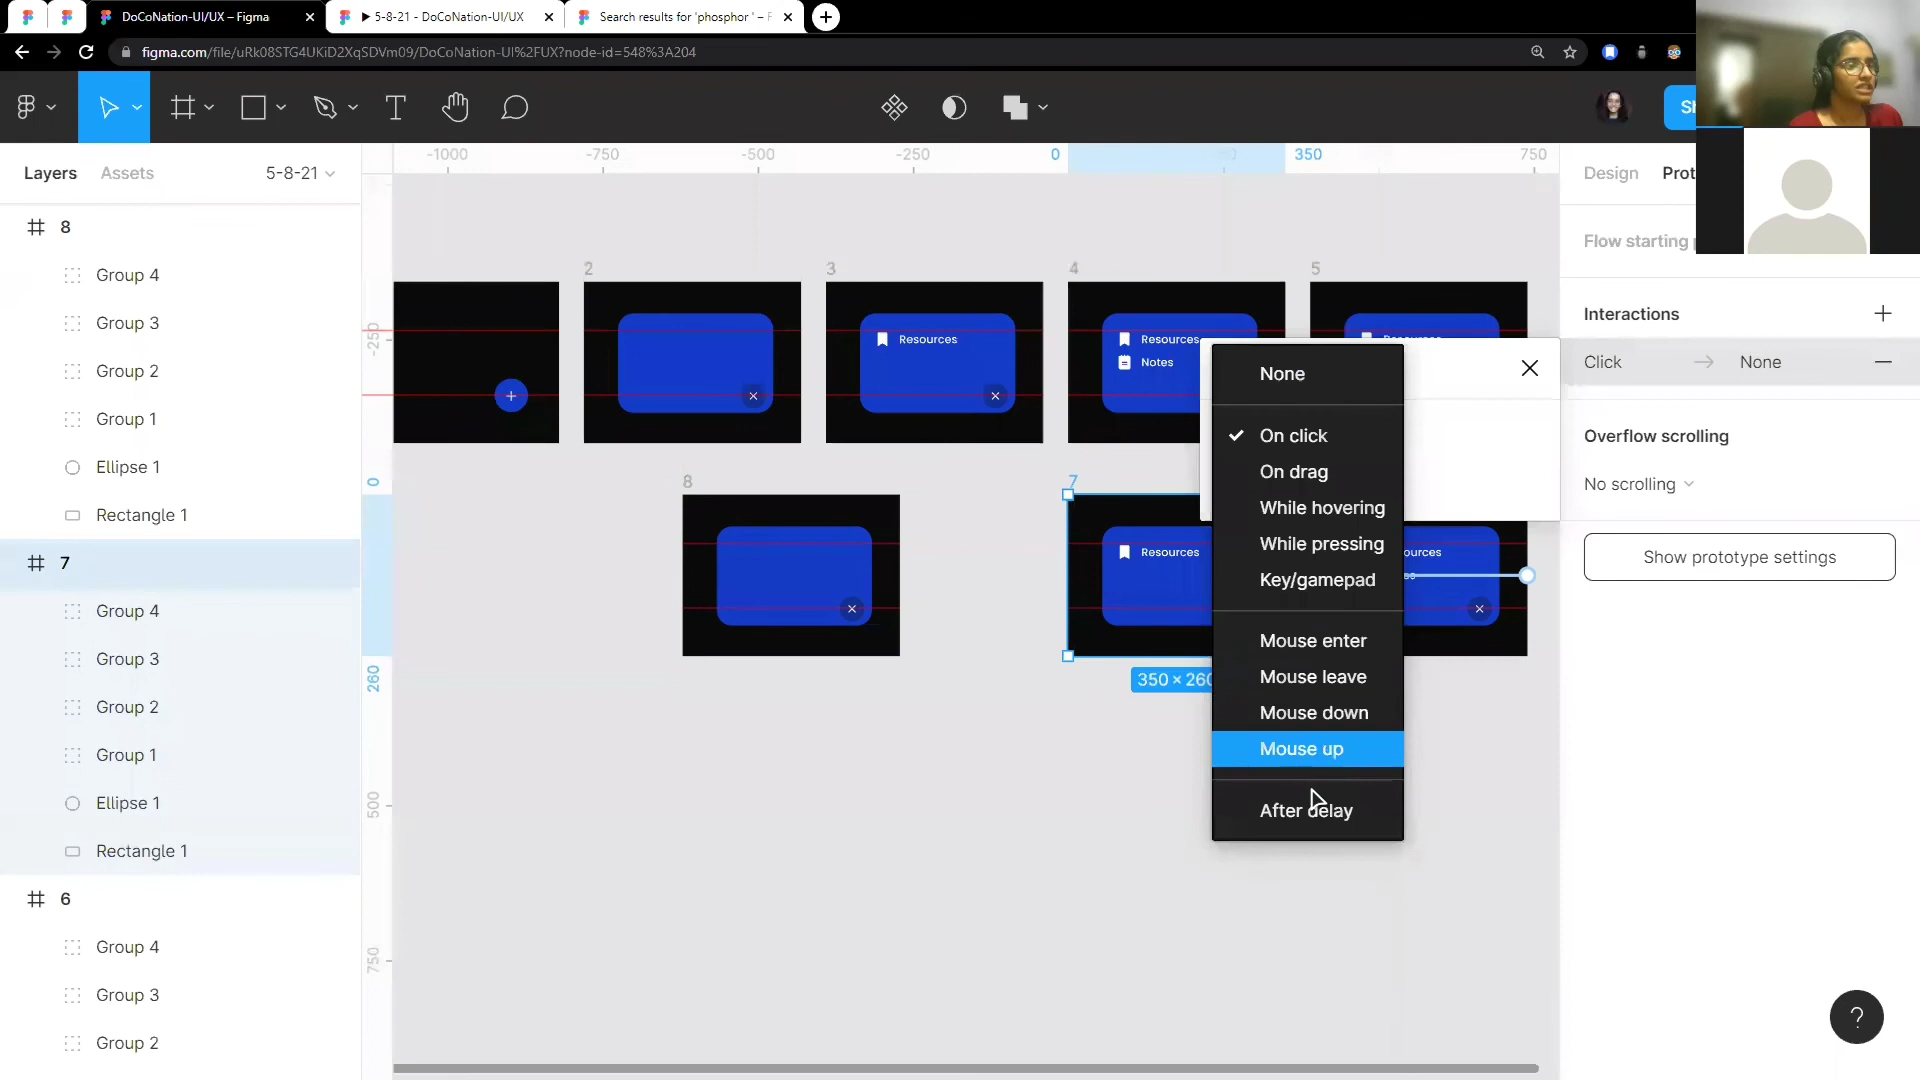 DoCoNation-UI/UX – Figma
5-8-21 - DoCoNation-UI/UX
Search results for 'phosphor ' –
figma.com/file/uRk08STG4UKiD2XqSDVm09/DoCoNation-UI%2FUX?node-id=548%3A204
Layers
Assets
5-8-21
-1000
-750
-500
-250
0
350
750
Design
Flow starting
Interactions
Click
None
Overflow scrolling
No scrolling
Show prototype settings
8
Group 4
Group 3
Group 2
Group 1
Ellipse 1
Rectangle 1
7
Group 4
Group 3
Group 2
Group 1
Ellipse 1
Rectangle 1
6
Group 4
Group 3
Group 2
-250
0
260
500
750
2
3
4
5
Resources
Resources
Notes
8
7
Resources
350 × 260
None
On click
On drag
While hovering
While pressing
Key/gamepad
Mouse enter
Mouse leave
Mouse down
Mouse up
After delay
?